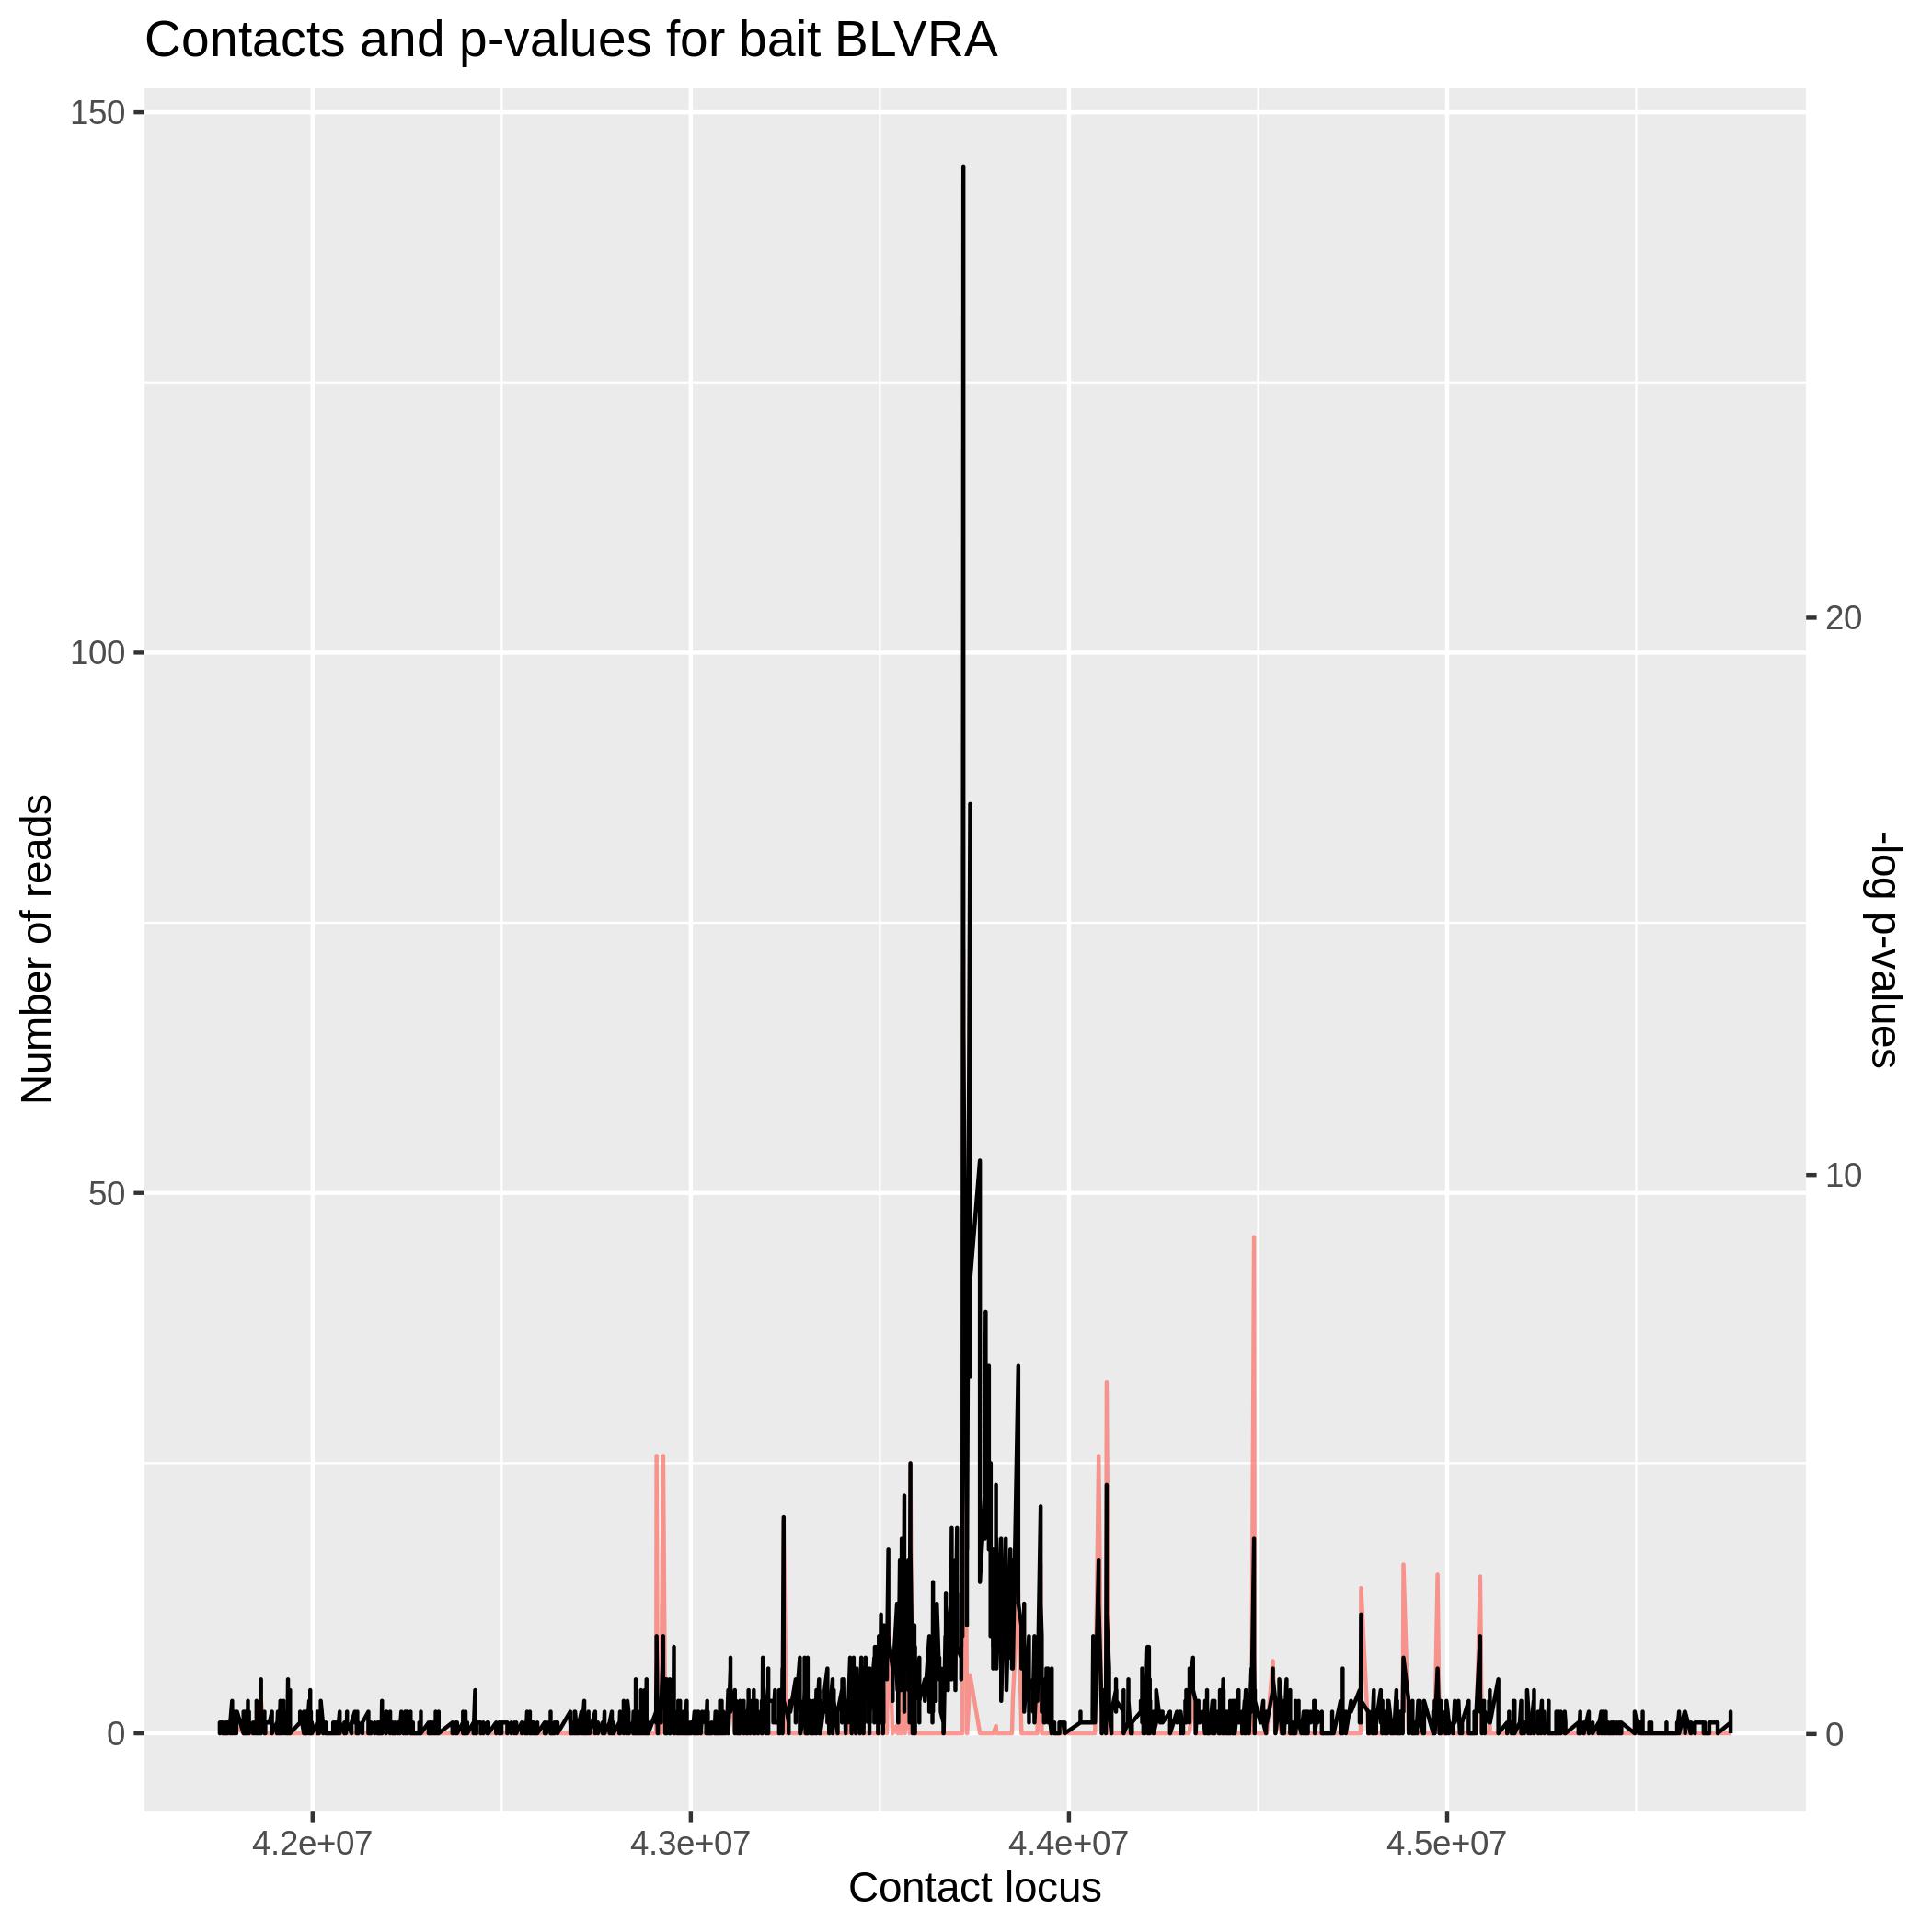 Contacts and p-values for bait BLVRA
150
100
50
0
Number of reads
20
10
0
-log p-values
4.2e+07
4.3e+07
4.4e+07
4.5e+07
Contact locus